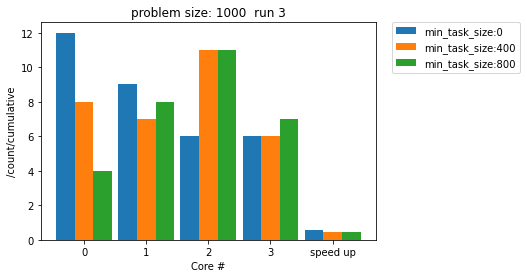 problem size: 1000  run 3
min_task_size:0
min_task_size:400
min_task_size:800
/count/cumulative
12
10
8
6
4
2
0
0
1
2
3
speed up
Core #